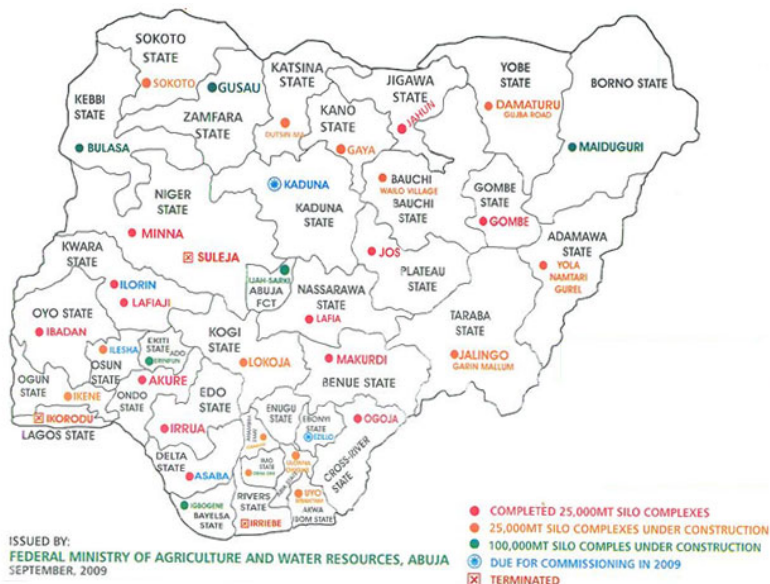 SOKOTO
STATE
SOKOTO
GUSAU
KATSINA
STATE
JIGAWA
STATE
YOBE
STATE
BORNO STATE
KEBBI
STATE
ZAMFARA
STATE
DUTSIN-MA
KANO
STATE
JAHUN
DAMATURU
GUJBA ROAD
BULASA
GAYA
MAIDUGURI
KADUNA
BAUCHI
WAILO VILLAGE
BAUCHI
STATE
GOMBE
STATE
GOMBE
NIGER
STATE
KADUNA
STATE
MINNA
SULEJA
JOS
PLATEAU
STATE
ADAMAWA
STATE
YOLA
NAMTARI
GUREL
KWARA
STATE
IJAH-SARKI
ABUJA
FCT
NASSARAWA
STATE
LAFIA
ILORIN
LAFIAJI
OYO STATE
IBADAN
TARABA
STATE
JALINGO
GARIN MALLUM
KOGI
STATE
LOKOJA
MAKURDI
BENUE STATE
EKITI
STATE
ADO
ILESHA
OSUN
STATE
AKURE
OGUN
STATE
IKENE
ONDO
STATE
EDO
STATE
IKORODU
LAGOS STATE
IRRUA
ENUGU
STATE
EBONYI
STATE
EZILLO
OGOJA
CROSS-RIVER
STATE
DELTA
STATE
ASABA
IMO
STATE
IGBOGENE
BAYELSA
STATE
RIVERS
STATE
IRRIEBE
UYO
AKWA
IBOM STATE
COMPLETED 25,000MT SILO COMPLEXES
25,000MT SILO COMPLEXES UNDER CONSTRUCTION
100,000MT SILO COMPLES UNDER CONSTRUCTION
DUE FOR COMMISSIONING IN 2009
TERMINATED
ISSUED BY:
FEDERAL MINISTRY OF AGRICULTURE AND WATER RESOURCES, ABUJA
SEPTEMBER, 2009